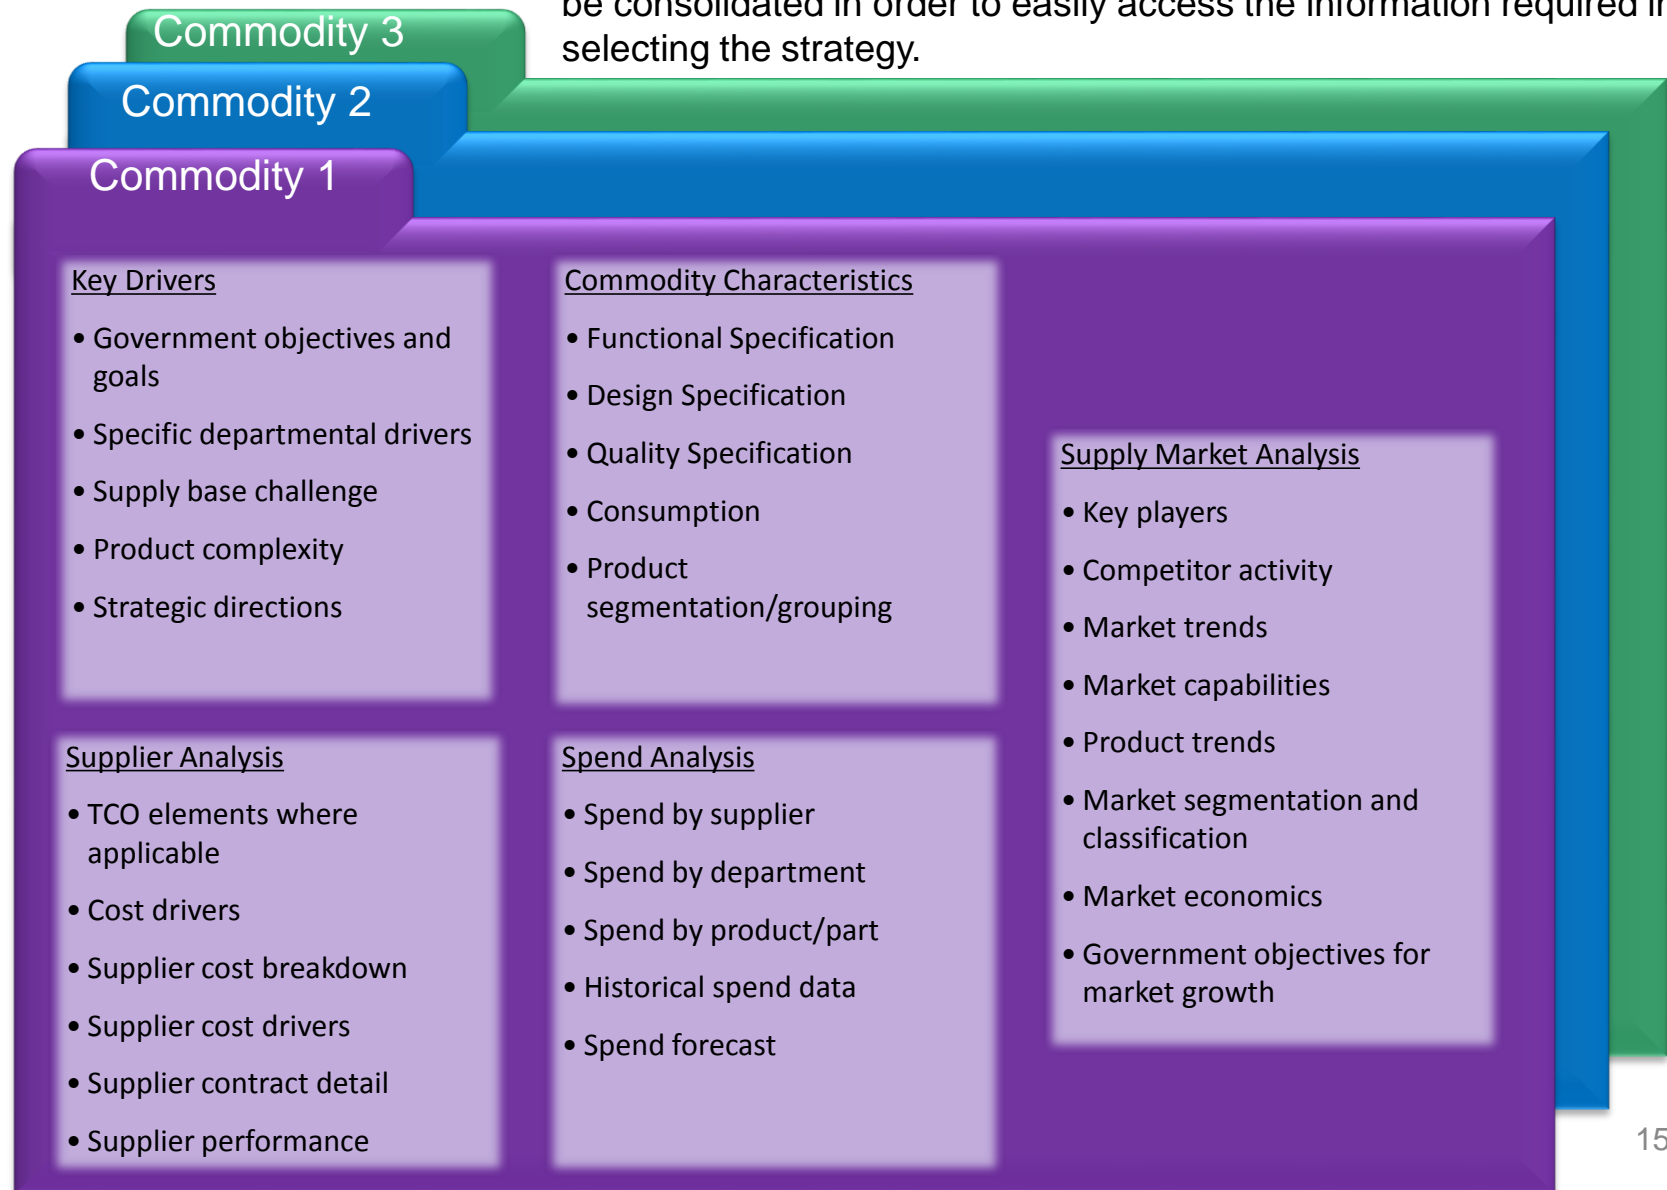 be consolidated in order to easily access the information required in
selecting the strategy.
Commodity 3
Commodity 2
Commodity 1
Key Drivers
• Government objectives and
goals
• Specific departmental drivers
• Supply base challenge
• Product complexity
• Strategic directions
Commodity Characteristics
• Functional Specification
• Design Specification
• Quality Specification
• Consumption
• Product
segmentation/grouping
Supply Market Analysis
• Key players
• Competitor activity
• Market trends
• Market capabilities
• Product trends
• Market segmentation and
classification
• Market economics
• Government objectives for
market growth
Supplier Analysis
• TCO elements where
applicable
• Cost drivers
• Supplier cost breakdown
• Supplier cost drivers
• Supplier contract detail
• Supplier performance
Spend Analysis
• Spend by supplier
• Spend by department
• Spend by product/part
• Historical spend data
• Spend forecast
15